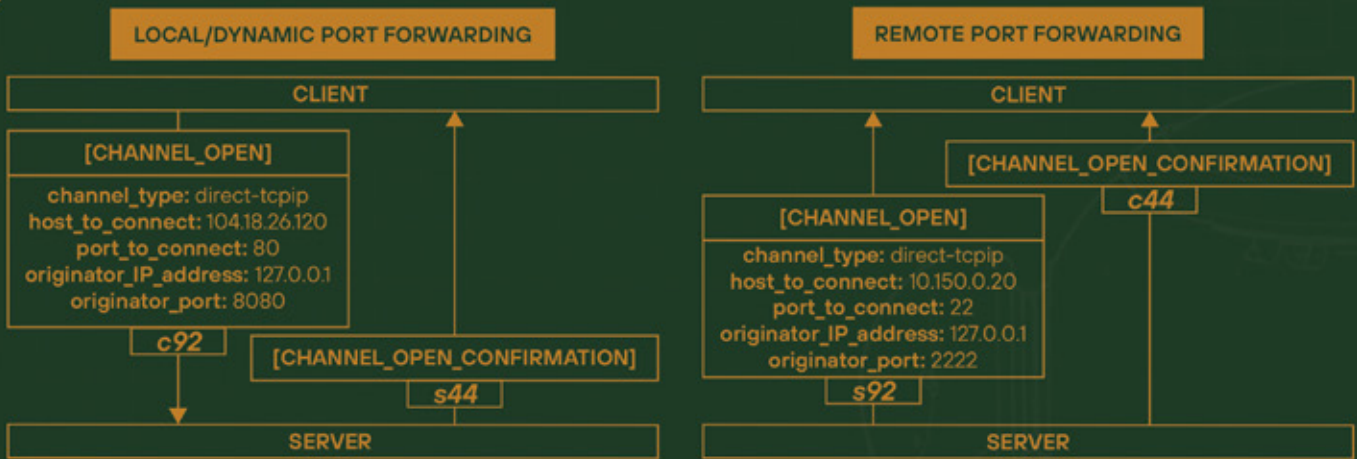 LOCAL/DYNAMIC PORT FORWARDING
CLIENT
[CHANNEL_OPEN]
channel_type: direct-tcpip
host_to_connect: 104.18.26.120
port_to_connect: 80
originator_IP_address: 127.0.0.1
originator_port: 8080
c92
[CHANNEL_OPEN_CONFIRMATION]
s44
SERVER
REMOTE PORT FORWARDING
CLIENT
[CHANNEL_OPEN_CONFIRMATION]
c44
[CHANNEL_OPEN]
channel_type: direct-tcpip
host_to_connect: 10.150.0.20
port_to_connect: 22
originator_IP_address: 127.0.0.1
originator_port: 2222
s92
SERVER